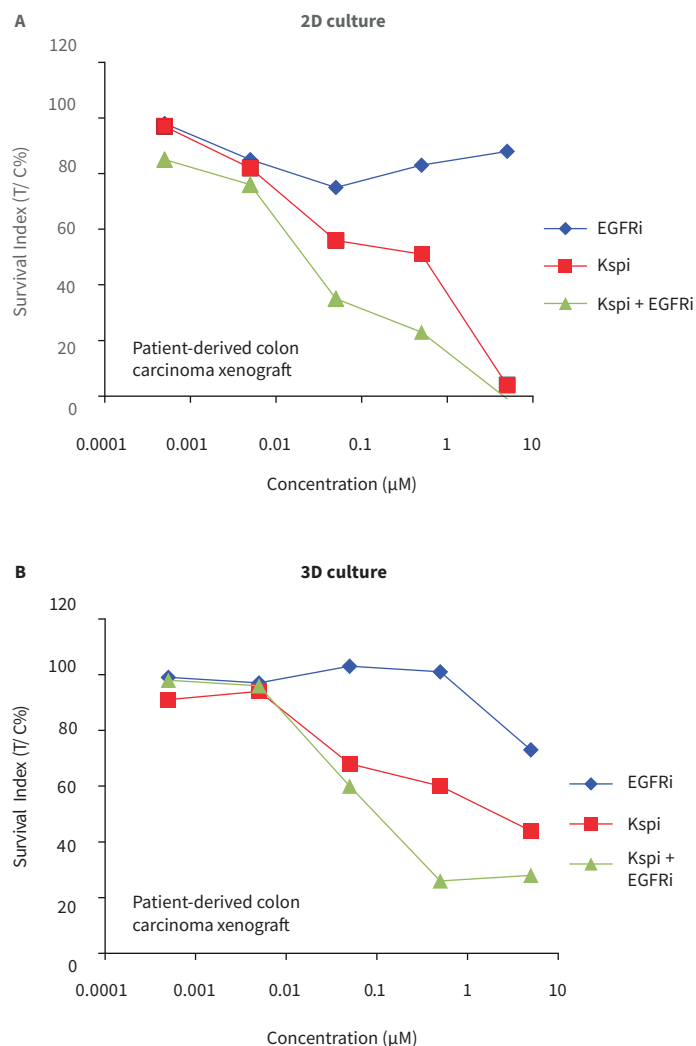 A
2D culture
120
100
80
60
40
20
0
Survival Index (T/ C%)
Patient-derived colon
carcinoma xenograft
0.0001
0.001
0.01
0.1
1
10
Concentration (µM)
EGFRi
Kspi
Kspi + EGFRi
B
3D culture
120
100
80
60
40
20
0
Survival Index (T/ C%)
Patient-derived colon
carcinoma xenograft
0.0001
0.001
0.01
0.1
1
10
Concentration (µM)
EGFRi
Kspi
Kspi +
EGFRi